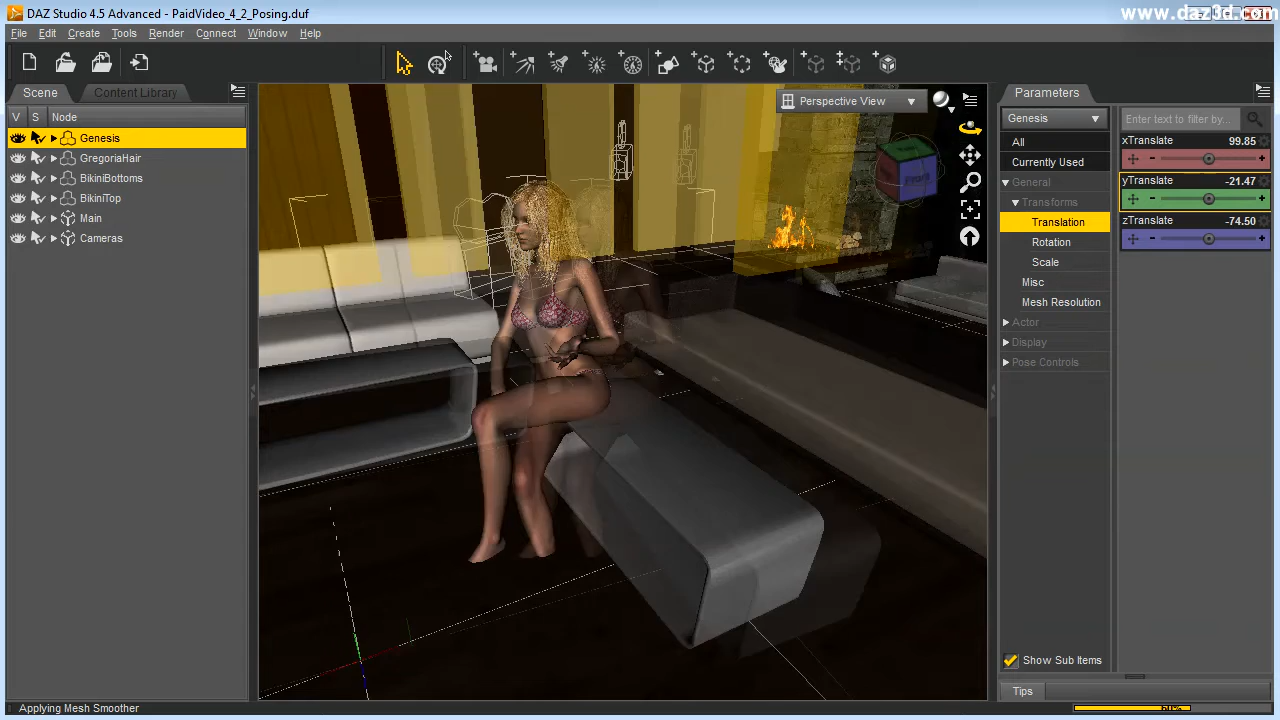 DAZ Studio 4.5 Advanced - PaidVideo_4_2_Posing.duf
www.daz3d.com
File Edit Create Tools Render Connect Window Help
Scene Content Library
V S Node
Genesis
GregoriaHair
BikiniBottoms
BikiniTop
Main
Cameras
Perspective View
Front
Parameters
Genesis
Enter text to filter by...
All
Currently Used
General
Transforms
Translation
Rotation
Scale
Misc
Mesh Resolution
Actor
Display
Pose Controls
xTranslate 99.85
yTranslate -21.47
zTranslate -74.50
Show Sub Items
Tips
Applying Mesh Smoother
60%